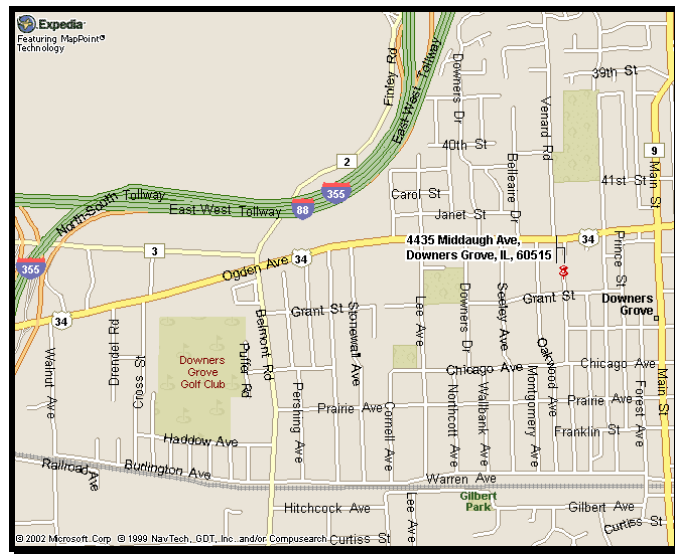 Expedia
Featuring MapPoint®
Technology
39th St
Finley Rd
East West Tollway
Downers Dr
Venard Rd
40th St
9
2
Belleaire Dr
Main St
41st St
355
Carol St
North-South Tollway
East West Tollway
88
Janet St
34
Prince St
4435 Middaugh Ave,
Downers Grove, IL, 60515
3
34
Ogden Ave
355
Grant St
Downers
Grove
Grant St
34
Lee Ave
Downers Dr
Seeley Ave
Stonewall Ave
Belmont Rd
Drendel Rd
Walnut Ave
Cross St
Puffer Rd
Downers
Grove
Golf Club
Oakwood Ave
Chicago Ave
Chicago Ave
Main St
Pershing Ave
Prairie Ave
Cornell Ave
Northcott Ave
Wallbank Ave
Montgomery Ave
Prairie Ave
Forest Ave
Franklin St
Haddow Ave
Railroad Ave
Burlington Ave
Warren Ave
Gilbert
Park
Hitchcock Ave
Lee Ave
Gilbert Ave
Curtiss St
Curtiss St
© 2002 Microsoft Corp © 1999 NavTech, GDT, Inc. and/or Compusearch